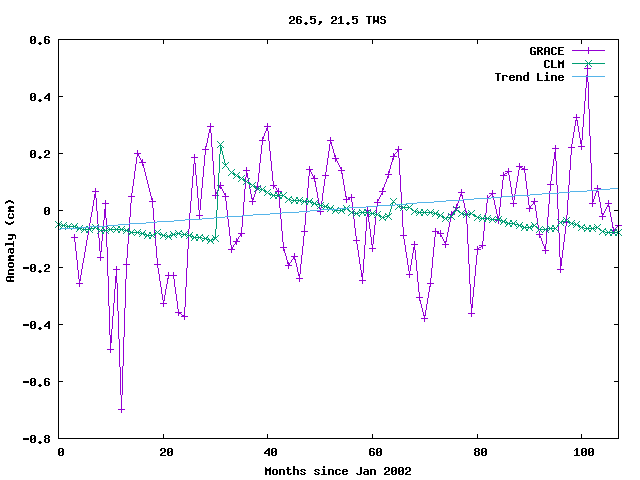 26.5, 21.5 TWS
GRACE
CLM
Trend Line
0.6
0.4
0.2
0
-0.2
-0.4
-0.6
-0.8
Anomaly (cm)
0 20 40 60 80 100
Months since Jan 2002